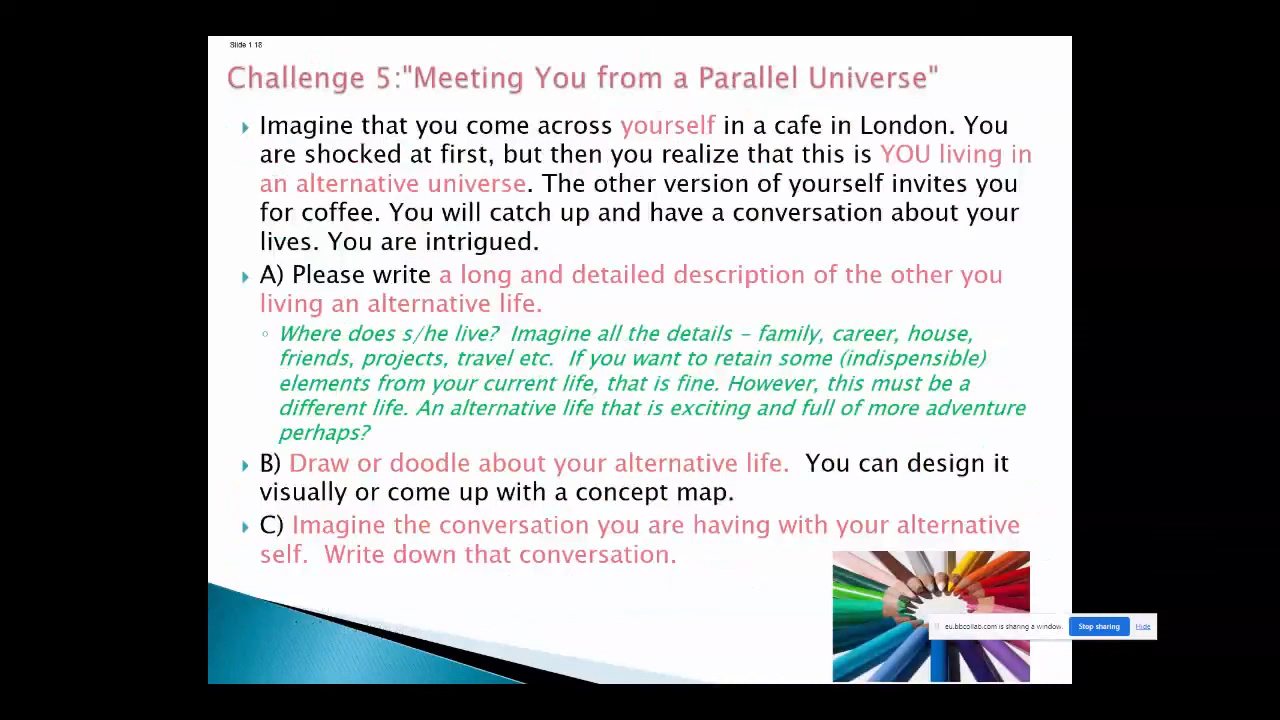 Slide 1 18
Challenge 5:"Meeting You from a Parallel Universe"
Imagine that you come across yourself in a cafe in London. You
are shocked at first, but then you realize that this is YOU living in
an alternative universe. The other version of yourself invites you
for coffee. You will catch up and have a conversation about your
lives. You are intrigued.
A) Please write a long and detailed description of the other you
living an alternative life.
Where does s/he live? Imagine all the details - family, career, house,
friends, projects, travel etc. If you want to retain some (indispensible)
elements from your current life, that is fine. However, this must be a
different life. An alternative life that is exciting and full of more adventure
perhaps?
B) Draw or doodle about your alternative life. You can design it
visually or come up with a concept map.
C) Imagine the conversation you are having with your alternative
self. Write down that conversation.
eu.bbcollab.com is sharing a window. Stop sharing Hide